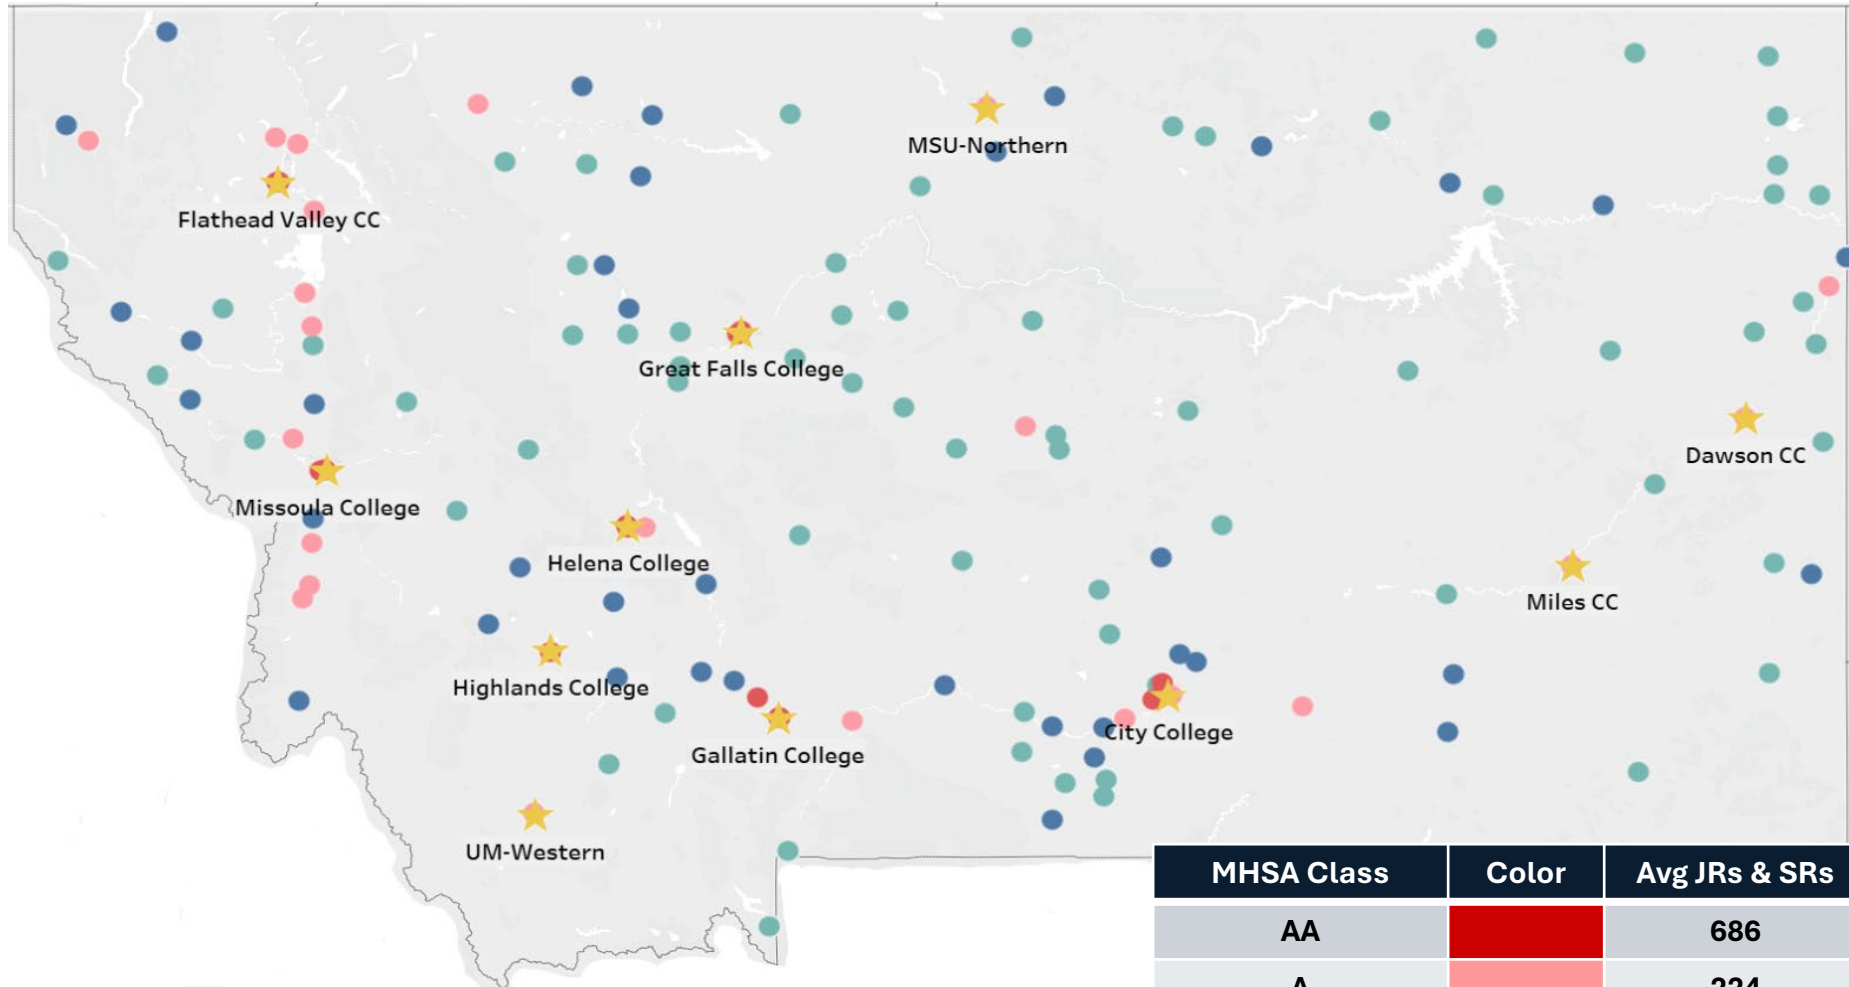 MSU-Northern
Flathead Valley CC
Great Falls College
Dawson CC
Missoula College
Helena College
Miles CC
Highlands College
City College
Gallatin College
UM-Western
MHSA Class Color Avg JRs & SRs
AA 686
A 224